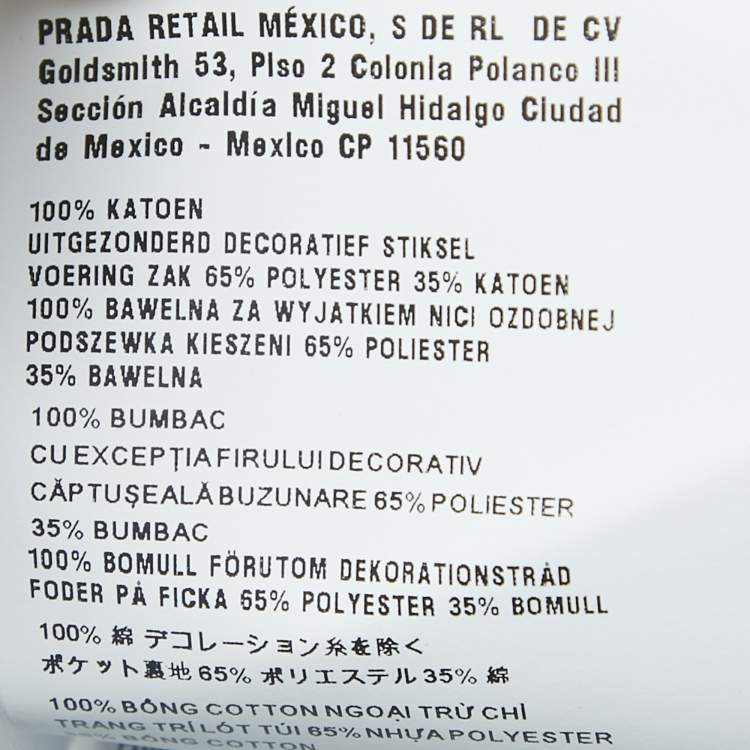 PRADA RETAIL MÉXICO, S DE RL DE CV
Goldsmith 53, Piso 2 Colonia Polanco III
Sección Alcaldía Miguel Hidalgo Ciudad
de Mexico - Mexico CP 11560
100% KATOEN
UITGEZONDERD DECORATIEF STIKSEL
VOERING ZAK 65% POLYESTER 35% KATOEN
100% BAWELNA ZA WYJATKIEM NICI OZDOBNEJ
PODSZEWKA KIESZENI 65% POLIESTER
35% BAWELNA
100% BUMBAC
CU EXCEPȚIA FIRULUI DECORATIV
CĂPTUȘEALĂ BUZUNARE 65% POLIESTER
35% BUMBAC
100% BOMULL FÖRUTOM DEKORATIONSTRÅD
FODER PÅ FICKA 65% POLYESTER 35% BOMULL
100% 綿 デコレーション糸を除く
ポケット裏地 65% ポリエステル 35% 綿
100% BÔNG COTTON NGOẠI TRỪ CHỈ
TRANG TRÍ LÓT TÚI 65% NHỰA POLYESTER
35% BÔNG COTTON